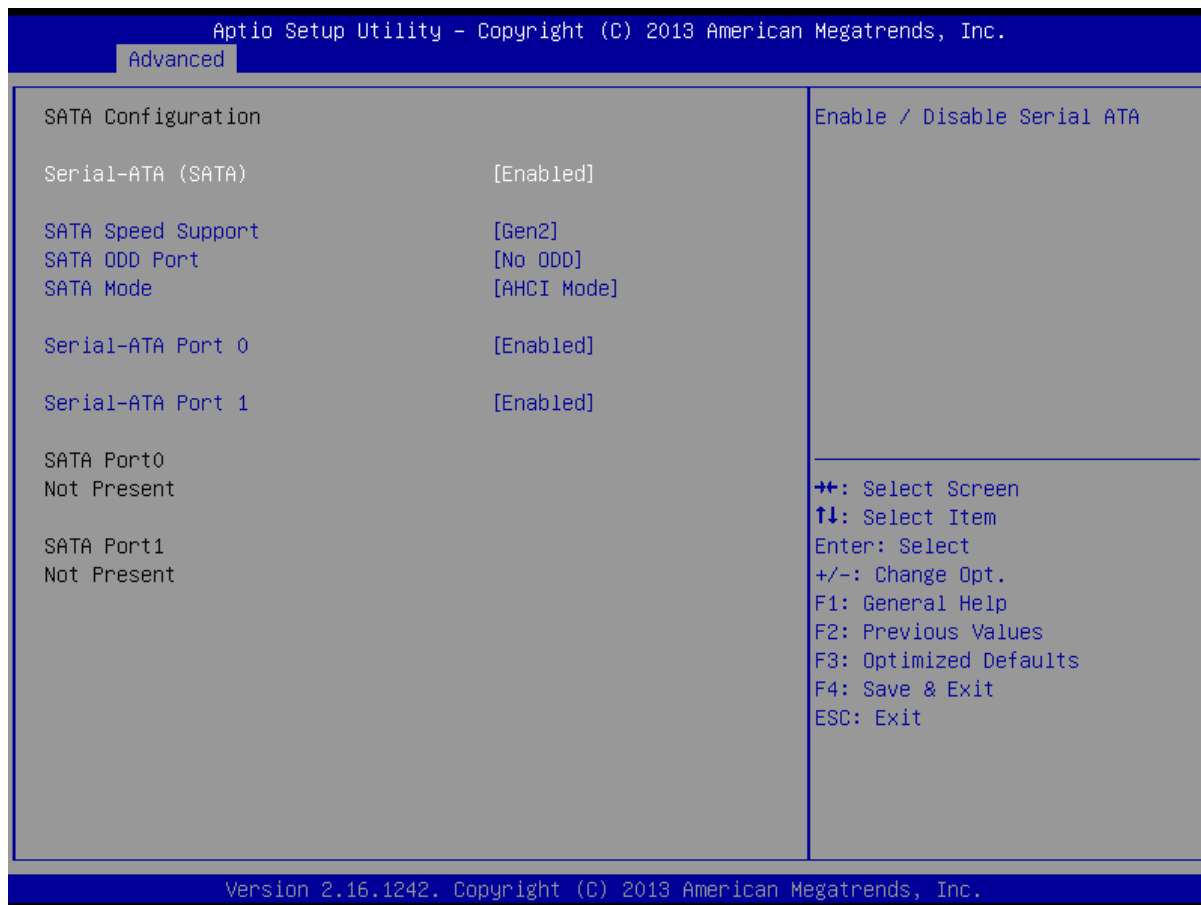 Aptio Setup Utility – Copyright (C) 2013 American Megatrends, Inc.
Advanced
SATA Configuration
Serial-ATA (SATA) [Enabled]
SATA Speed Support [Gen2]
SATA ODD Port [No ODD]
SATA Mode [AHCI Mode]
Serial-ATA Port 0 [Enabled]
Serial-ATA Port 1 [Enabled]
SATA Port0
Not Present
SATA Port1
Not Present
Enable / Disable Serial ATA
→←: Select Screen
↑↓: Select Item
Enter: Select
+/-: Change Opt.
F1: General Help
F2: Previous Values
F3: Optimized Defaults
F4: Save & Exit
ESC: Exit
Version 2.16.1242. Copyright (C) 2013 American Megatrends, Inc.